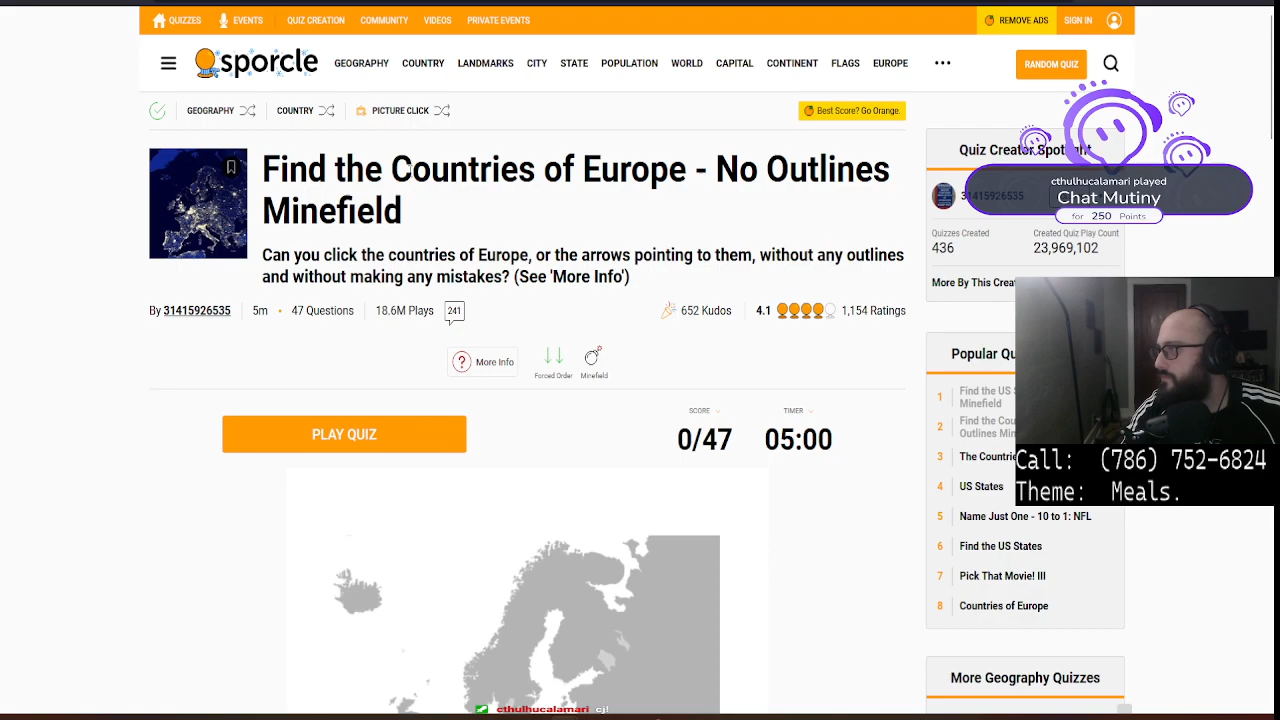 QUIZZES
EVENTS
QUIZ CREATION
COMMUNITY
VIDEOS
PRIVATE EVENTS
REMOVE ADS
SIGN IN
sporcle
GEOGRAPHY
COUNTRY
LANDMARKS
CITY
STATE
POPULATION
WORLD
CAPITAL
CONTINENT
FLAGS
EUROPE
RANDOM QUIZ
GEOGRAPHY
COUNTRY
PICTURE CLICK
Best Score? Go Orange.
Find the Countries of Europe - No Outlines
Minefield
Can you click the countries of Europe, or the arrows pointing to them, without any outlines
and without making any mistakes? (See 'More Info')
By 31415926535
5m
47 Questions
18.6M Plays
241
652 Kudos
4.1
1,154 Ratings
? More Info
Forced Order
Minefield
PLAY QUIZ
SCORE
0/47
TIMER
05:00
Quiz Creator Spotlight
cthulhucalamari played
Chat Mutiny
for 250 Points
31415926535
Quizzes Created
436
Created Quiz Play Count
23,969,102
More By This Crea
Popular Qu
1 Find the US S
Minefield
2 Find the Cou
Outlines Min
3 The Countrie
4 US States
5 Name Just One - 10 to 1: NFL
6 Find the US States
7 Pick That Movie! III
8 Countries of Europe
More Geography Quizzes
Call: (786) 752-6824
Theme: Meals.
cthulhucalamari cj!